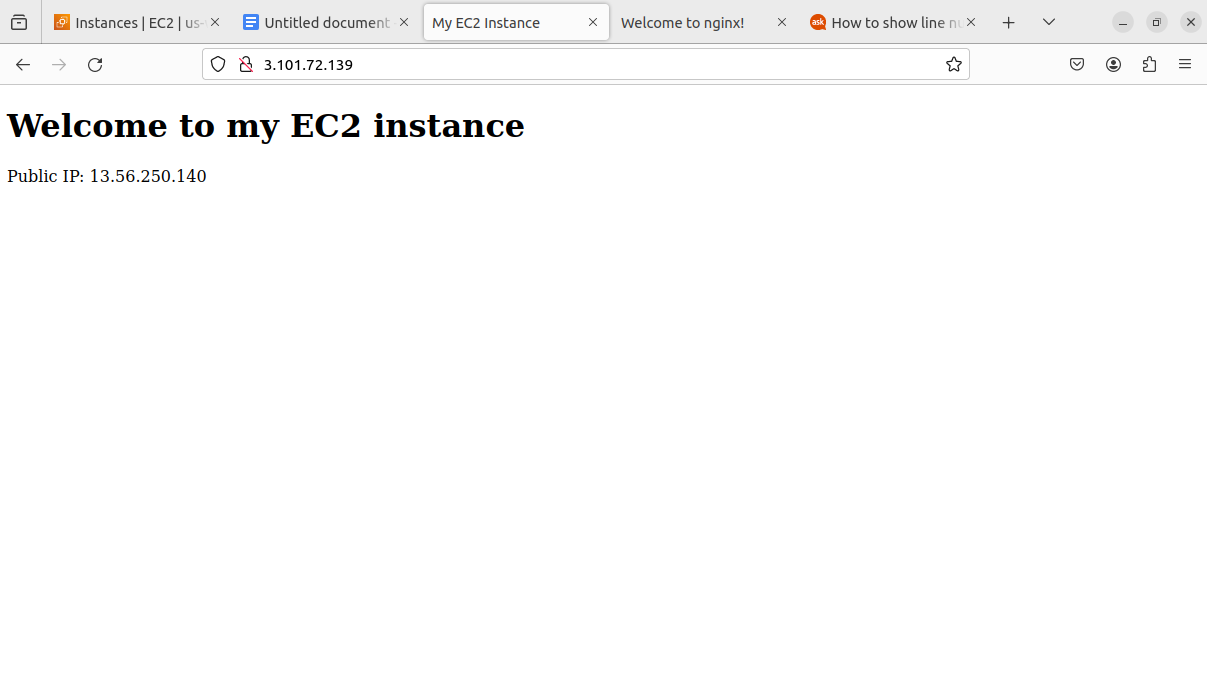 Instances | EC2 | us-
Untitled document
My EC2 Instance
Welcome to nginx!
ask
How to show line nu
3.101.72.139
Welcome to my EC2 instance
Public IP: 13.56.250.140